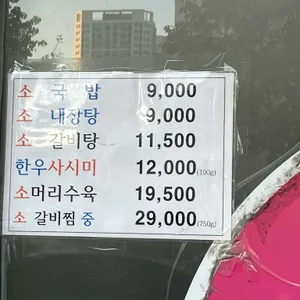 소 국밥 9,000
소 내장탕 9,000
소 갈비탕 11,500
한우사시미 12,000(100g)
소머리수육 19,500
소 갈비찜 중 29,000(750g)